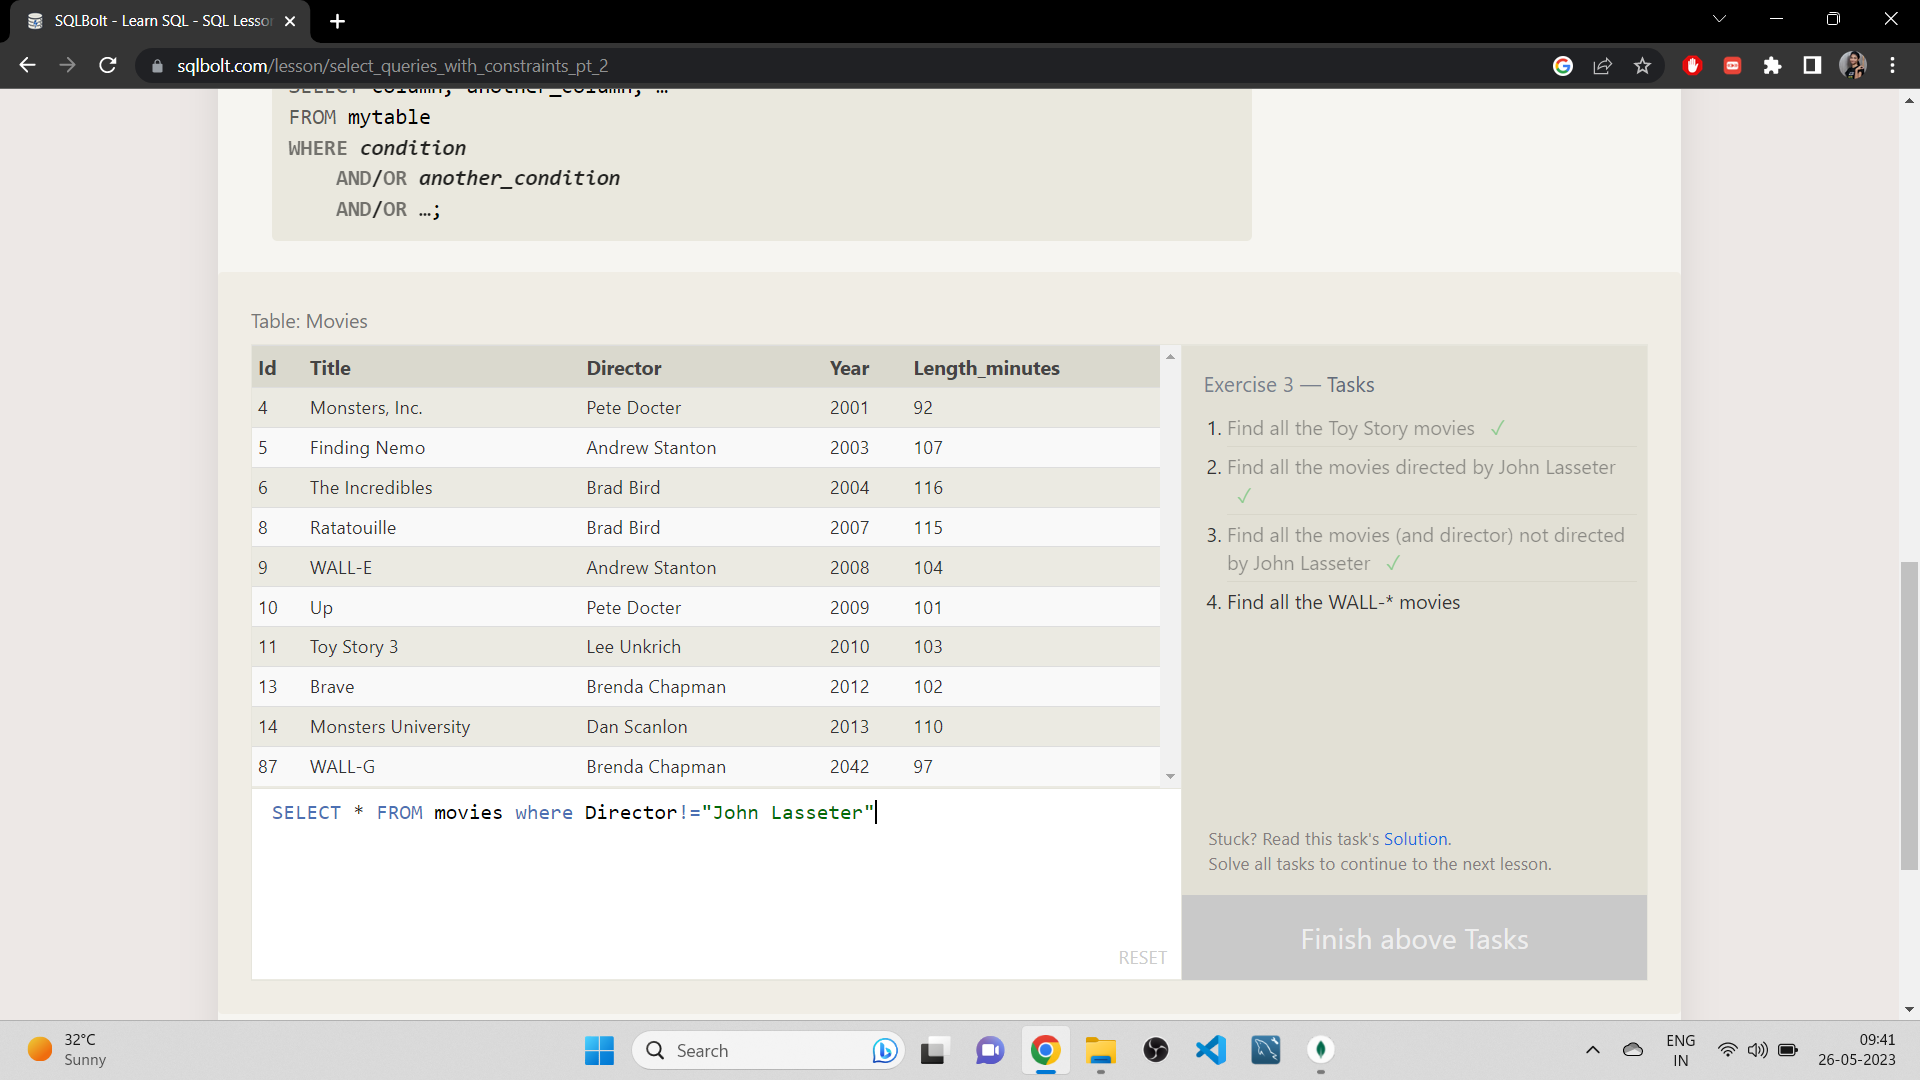 SQLBolt - Learn SQL - SQL Lesso
sqlbolt.com/lesson/select_queries_with_constraints_pt_2
SELECT column, another_column, …
FROM mytable
WHERE condition
AND/OR another_condition
AND/OR …;
Table: Movies
Id Title Director Year Length_minutes
4 Monsters, Inc. Pete Docter 2001 92
5 Finding Nemo Andrew Stanton 2003 107
6 The Incredibles Brad Bird 2004 116
8 Ratatouille Brad Bird 2007 115
9 WALL-E Andrew Stanton 2008 104
10 Up Pete Docter 2009 101
11 Toy Story 3 Lee Unkrich 2010 103
13 Brave Brenda Chapman 2012 102
14 Monsters University Dan Scanlon 2013 110
87 WALL-G Brenda Chapman 2042 97
SELECT * FROM movies where Director!="John Lasseter"
RESET
Exercise 3 — Tasks
1. Find all the Toy Story movies ✓
2. Find all the movies directed by John Lasseter
✓
3. Find all the movies (and director) not directed
by John Lasseter ✓
4. Find all the WALL-* movies
Stuck? Read this task's Solution.
Solve all tasks to continue to the next lesson.
Finish above Tasks
32°C
Sunny
Search
ENG
IN
09:41
26-05-2023